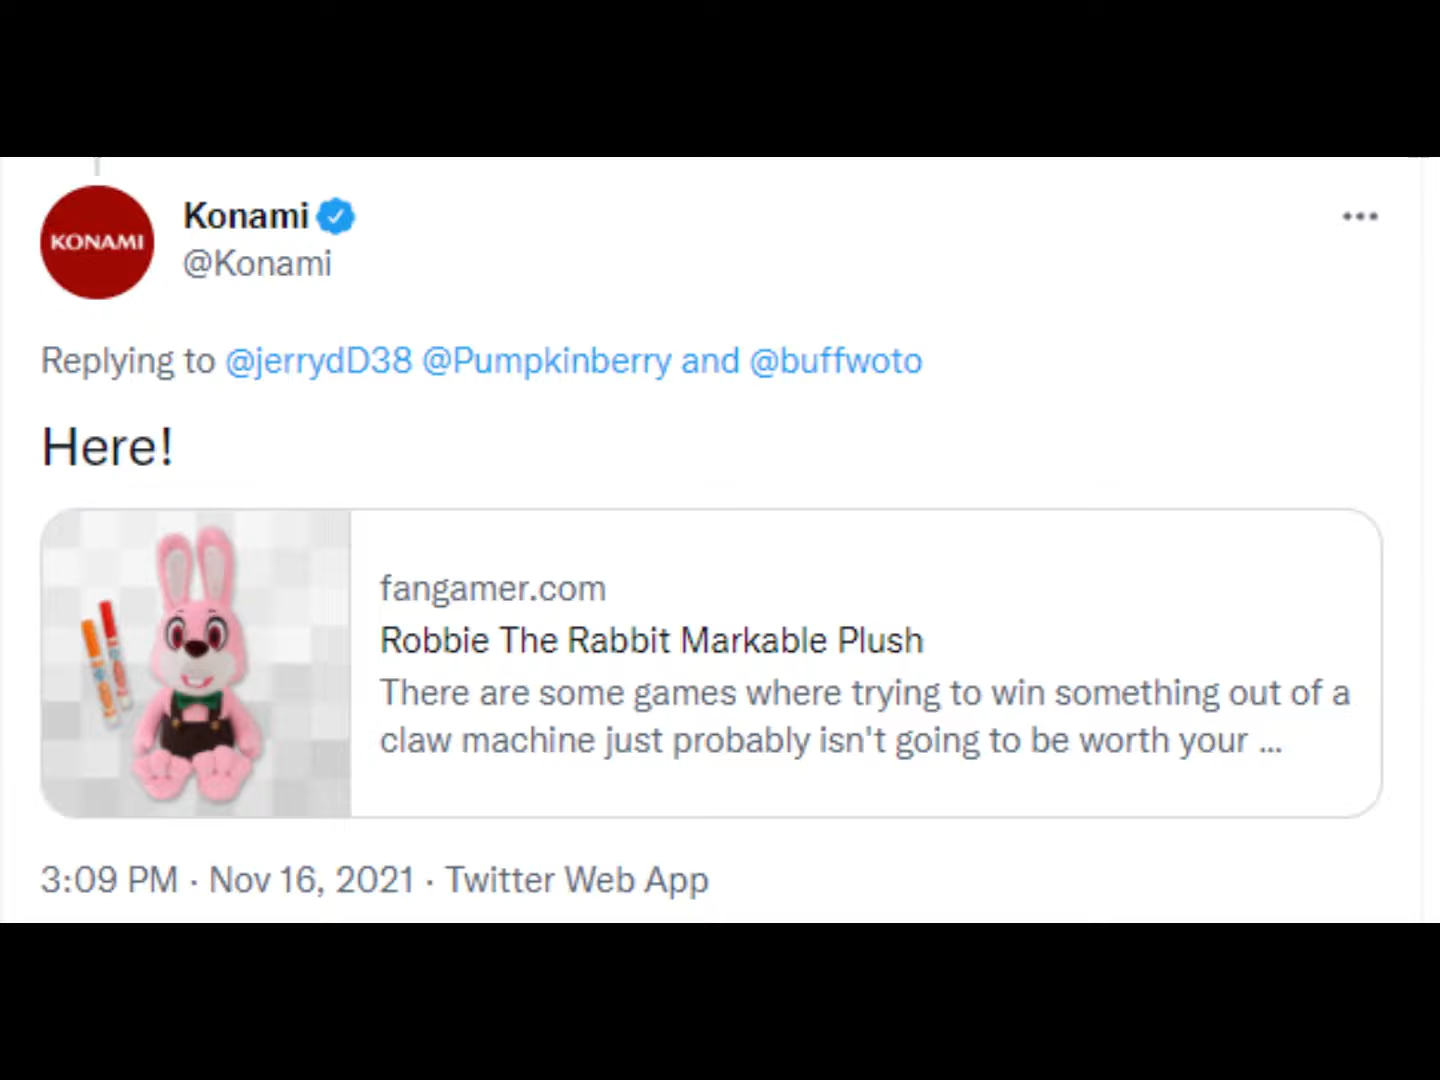 KONAMI
Konami
@Konami
Replying to @jerrydD38 @Pumpkinberry and @buffwoto
Here!
fangamer.com
Robbie The Rabbit Markable Plush
There are some games where trying to win something out of a
claw machine just probably isn't going to be worth your ...
3:09 PM · Nov 16, 2021 · Twitter Web App